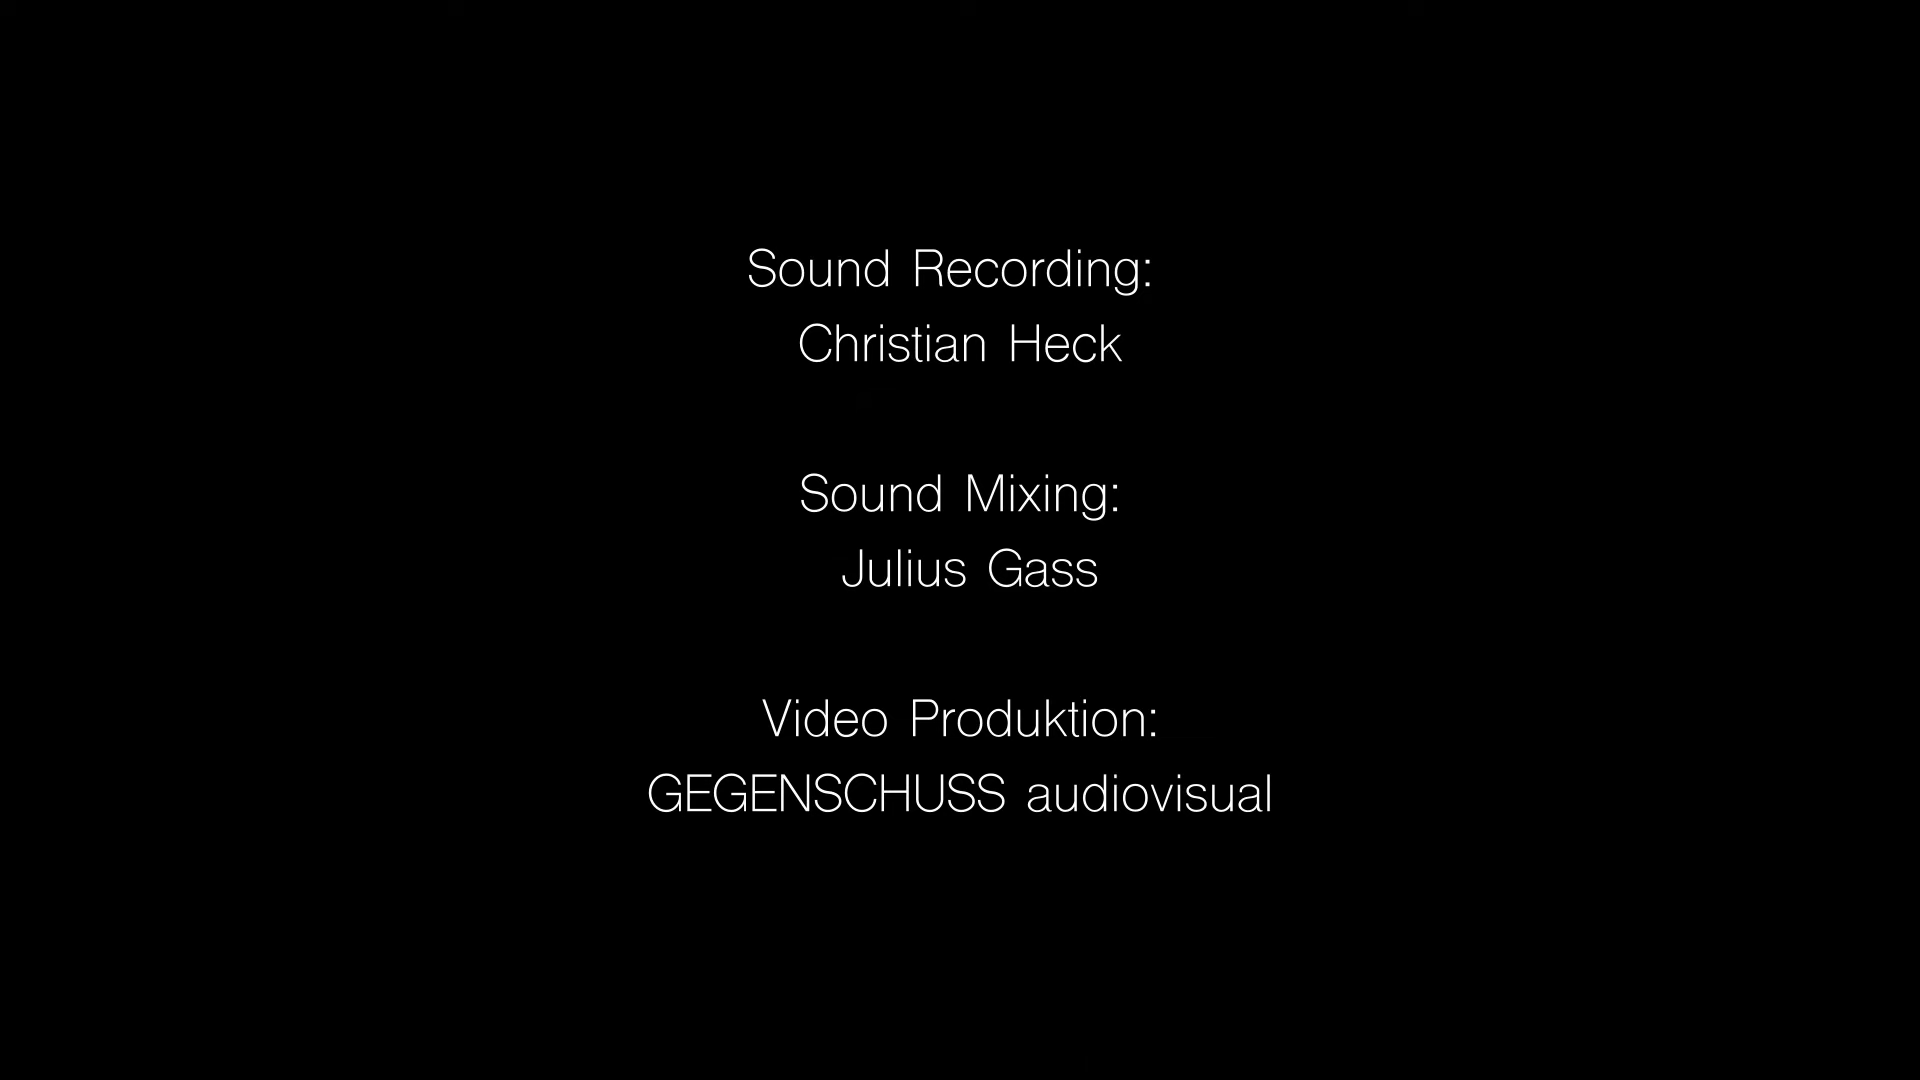 Sound Recording:
Christian Heck
Sound Mixing:
Julius Gass
Video Produktion:
GEGENSCHUSS audiovisual